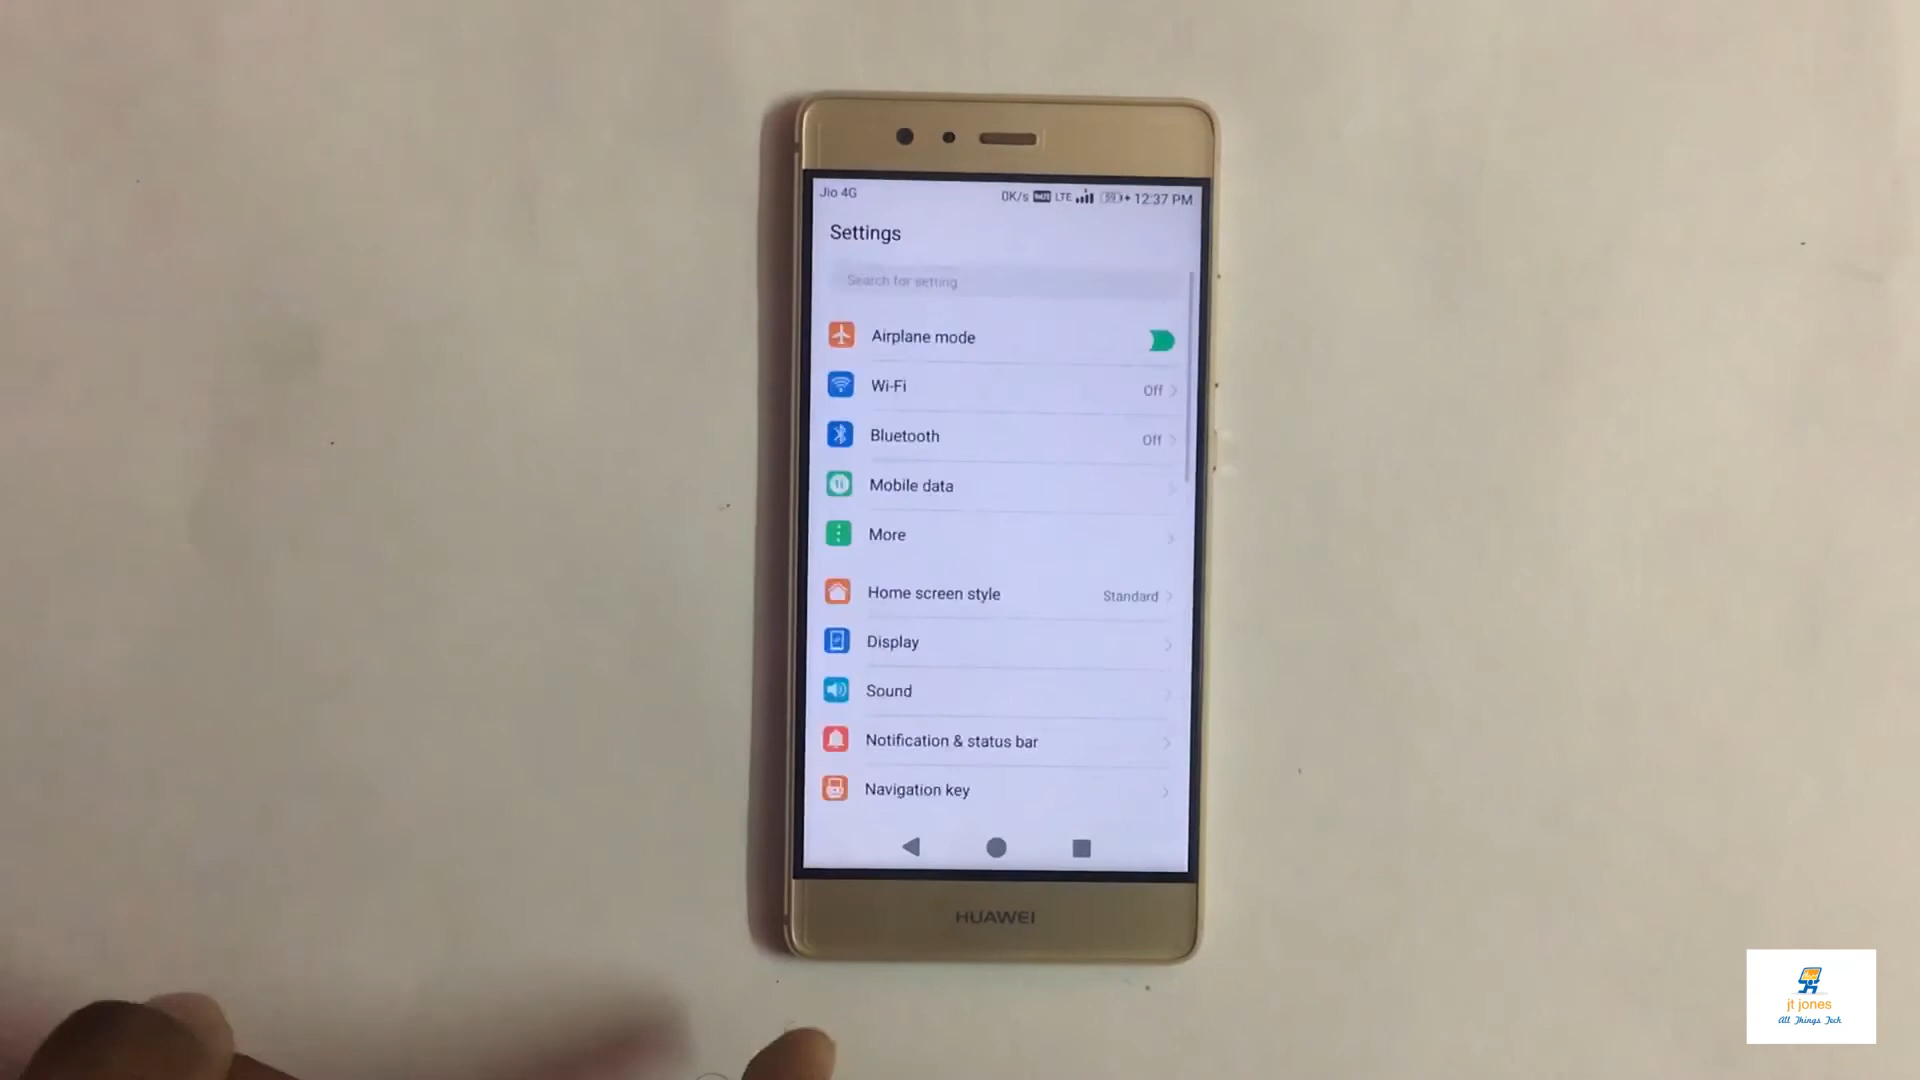 Jio 4G 0K/s LTE 59 12:37 PM
Settings
Search for setting
Airplane mode
Wi-Fi Off
Bluetooth Off
Mobile data
More
Home screen style Standard
Display
Sound
Notification & status bar
Navigation key
HUAWEI
jt jones
All Things Tech